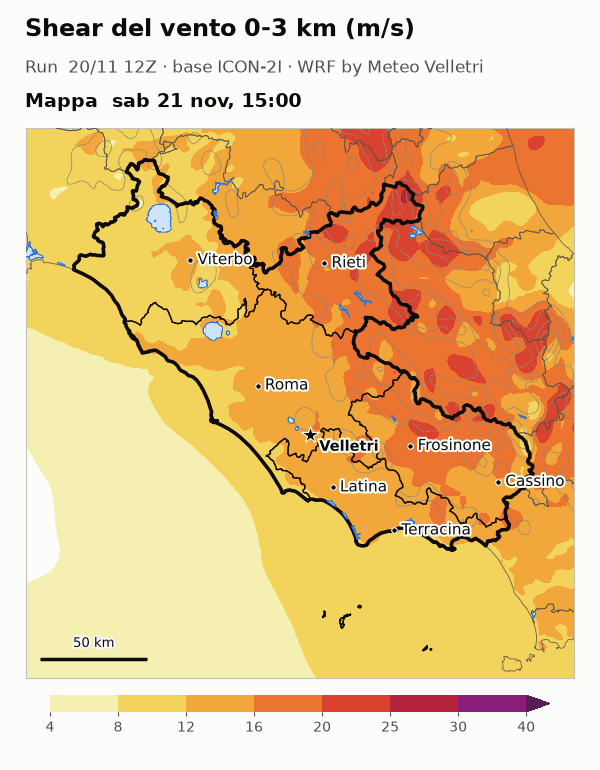 Shear del vento 0-3 km (m/s)
Run  20/11 12Z · base ICON-2I · WRF by Meteo Velletri
Mappa  sab 21 nov, 15:00
Viterbo
Rieti
Roma
Velletri
Frosinone
Latina
Cassino
Terracina
50 km
4 8 12 16 20 25 30 40